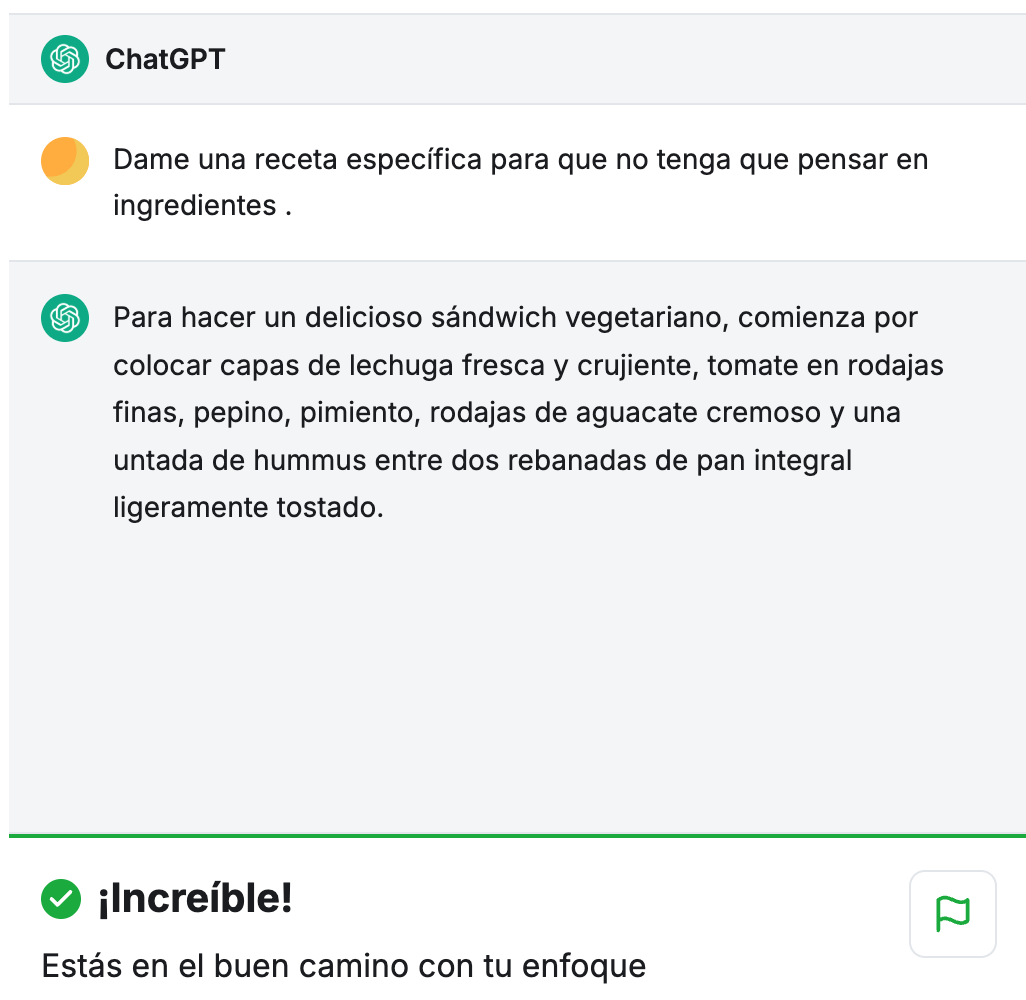 ChatGPT
Dame una receta específica para que no tenga que pensar en
ingredientes .
Para hacer un delicioso sándwich vegetariano, comienza por
colocar capas de lechuga fresca y crujiente, tomate en rodajas
finas, pepino, pimiento, rodajas de aguacate cremoso y una
untada de hummus entre dos rebanadas de pan integral
ligeramente tostado.
¡Increíble!
Estás en el buen camino con tu enfoque